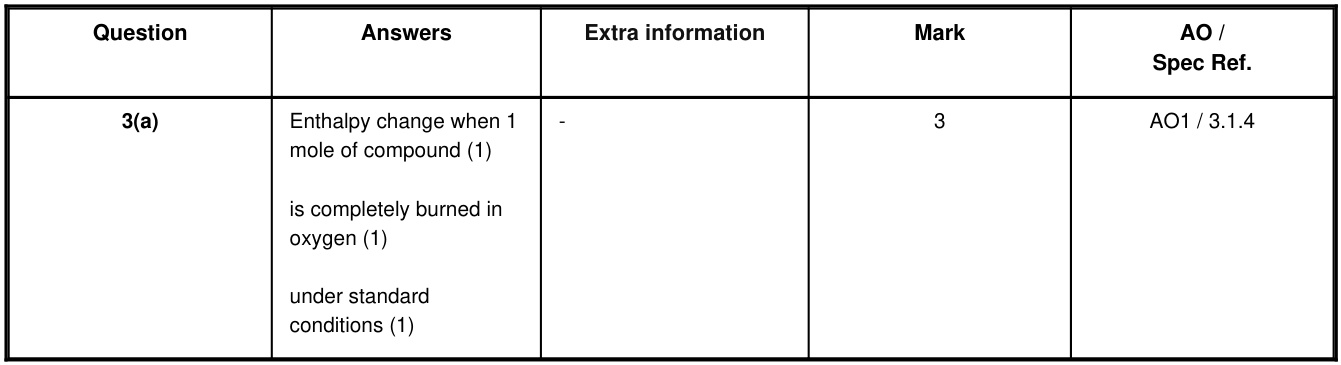 Question
Answers
Extra information
Mark
AO /
Spec Ref.
3(a)
Enthalpy change when 1
mole of compound (1)
is completely burned in
oxygen (1)
under standard
conditions (1)
-
3
AO1 / 3.1.4